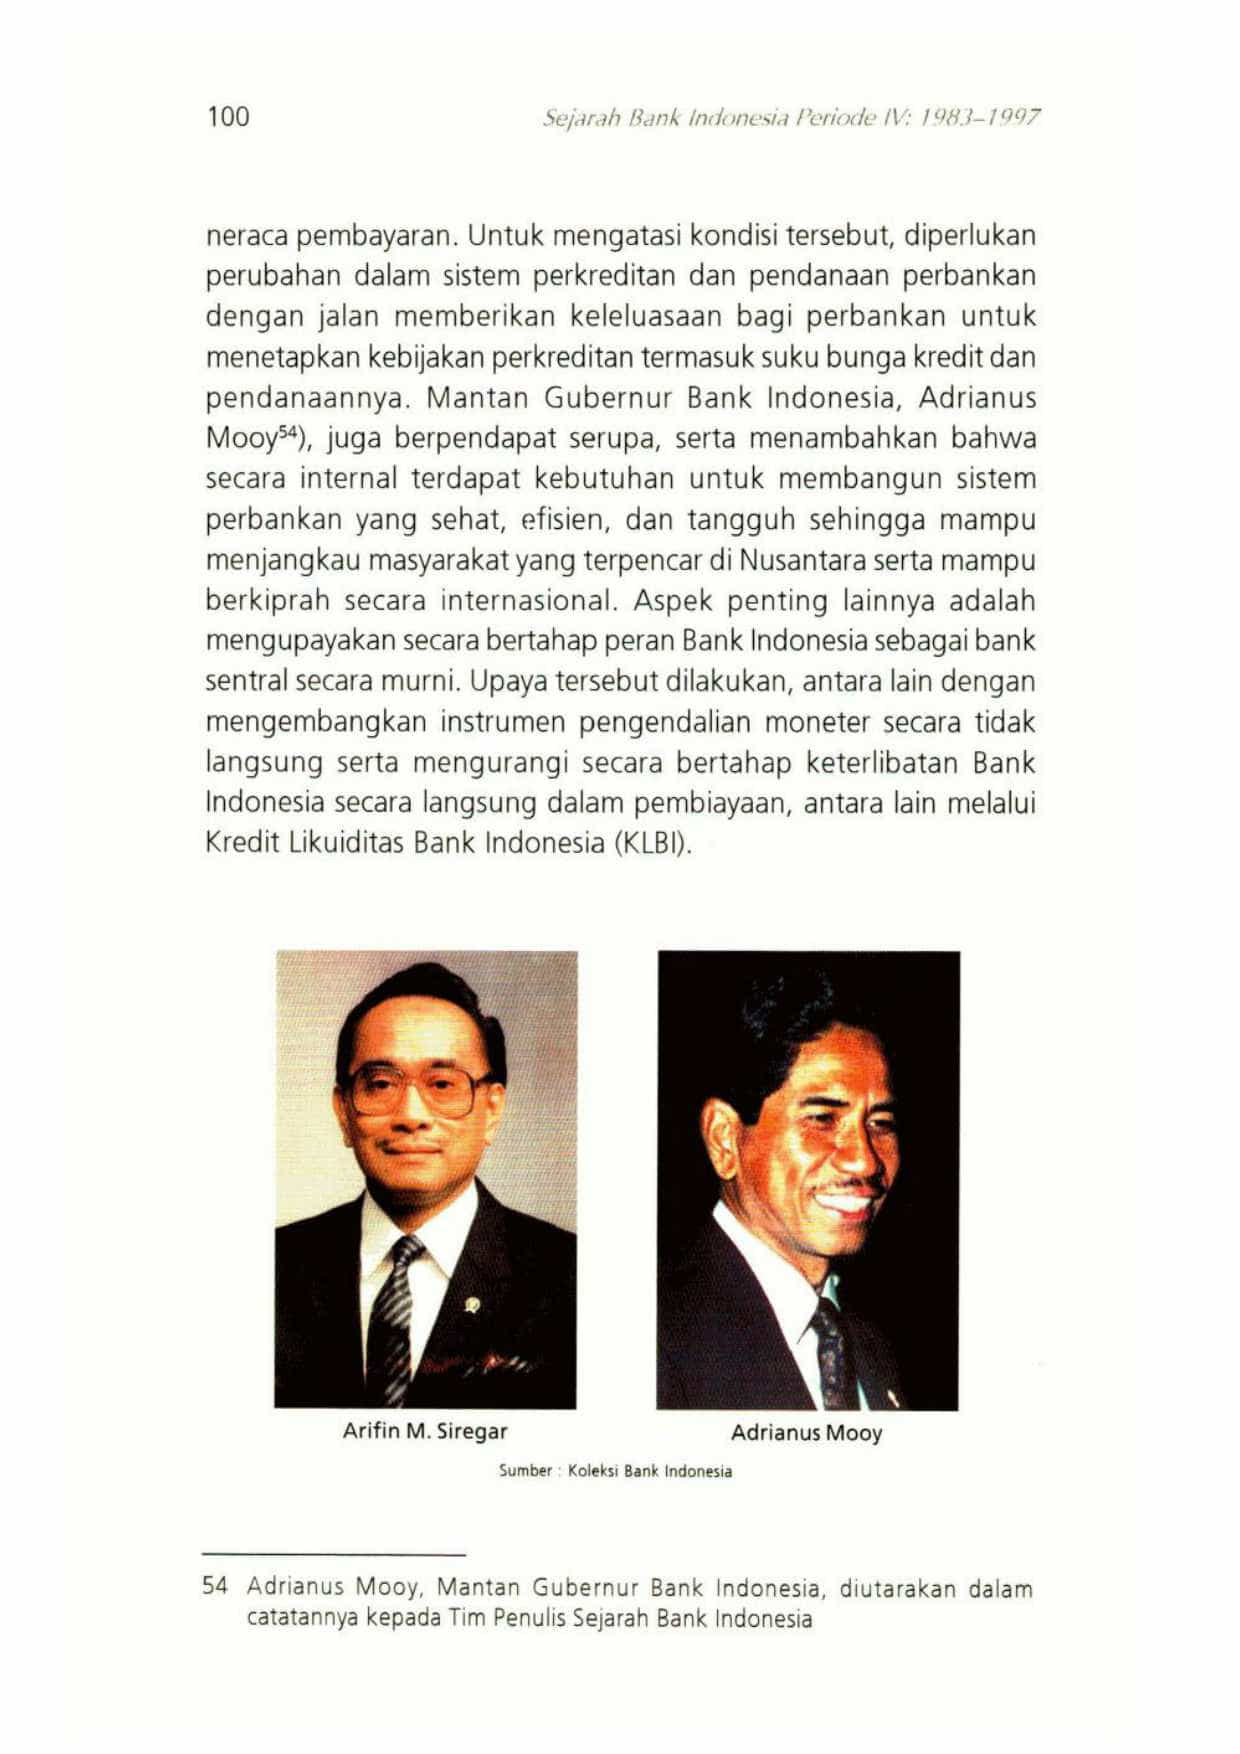 100
Sejarah Bank Indonesia Periode IV: 1983–1997
neraca pembayaran. Untuk mengatasi kondisi tersebut, diperlukan
perubahan dalam sistem perkreditan dan pendanaan perbankan
dengan jalan memberikan keleluasaan bagi perbankan untuk
menetapkan kebijakan perkreditan termasuk suku bunga kredit dan
pendanaannya. Mantan Gubernur Bank Indonesia, Adrianus
Mooy⁵⁴), juga berpendapat serupa, serta menambahkan bahwa
secara internal terdapat kebutuhan untuk membangun sistem
perbankan yang sehat, efisien, dan tangguh sehingga mampu
menjangkau masyarakat yang terpencar di Nusantara serta mampu
berkiprah secara internasional. Aspek penting lainnya adalah
mengupayakan secara bertahap peran Bank Indonesia sebagai bank
sentral secara murni. Upaya tersebut dilakukan, antara lain dengan
mengembangkan instrumen pengendalian moneter secara tidak
langsung serta mengurangi secara bertahap keterlibatan Bank
Indonesia secara langsung dalam pembiayaan, antara lain melalui
Kredit Likuiditas Bank Indonesia (KLBI).
Arifin M. Siregar
Adrianus Mooy
Sumber : Koleksi Bank Indonesia
54 Adrianus Mooy, Mantan Gubernur Bank Indonesia, diutarakan dalam
catatannya kepada Tim Penulis Sejarah Bank Indonesia